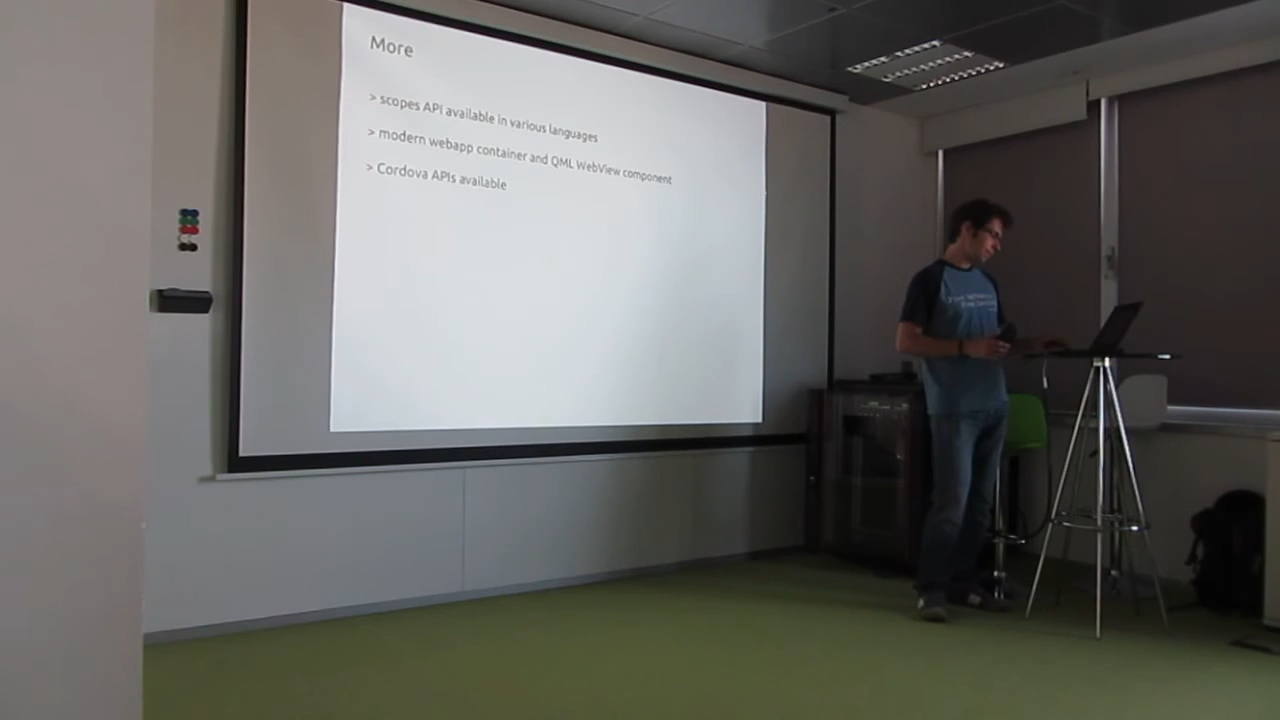 More
> scopes API available in various languages
> modern webapp container and QML WebView component
> Cordova APIs available